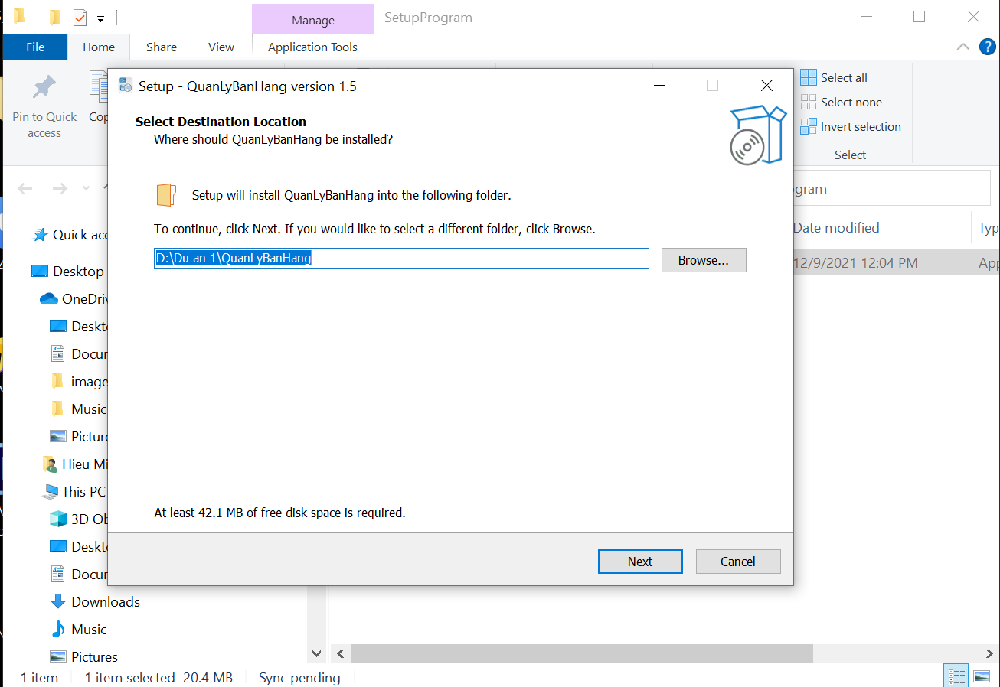 Manage
SetupProgram
File
Home
Share
View
Application Tools
Setup - QuanLyBanHang version 1.5
Select Destination Location
Where should QuanLyBanHang be installed?
Setup will install QuanLyBanHang into the following folder.
To continue, click Next. If you would like to select a different folder, click Browse.
D:\Du an 1\QuanLyBanHang
Browse...
At least 42.1 MB of free disk space is required.
Next
Cancel
Pin to Quick
access
Cop
Select all
Select none
Invert selection
Select
gram
Date modified
Typ
12/9/2021 12:04 PM
App
Quick acc
Desktop
OneDriv
Deskto
Docum
image
Music
Picture
Hieu Mi
This PC
3D Ob
Deskto
Docum
Downloads
Music
Pictures
1 item
1 item selected 20.4 MB
Sync pending